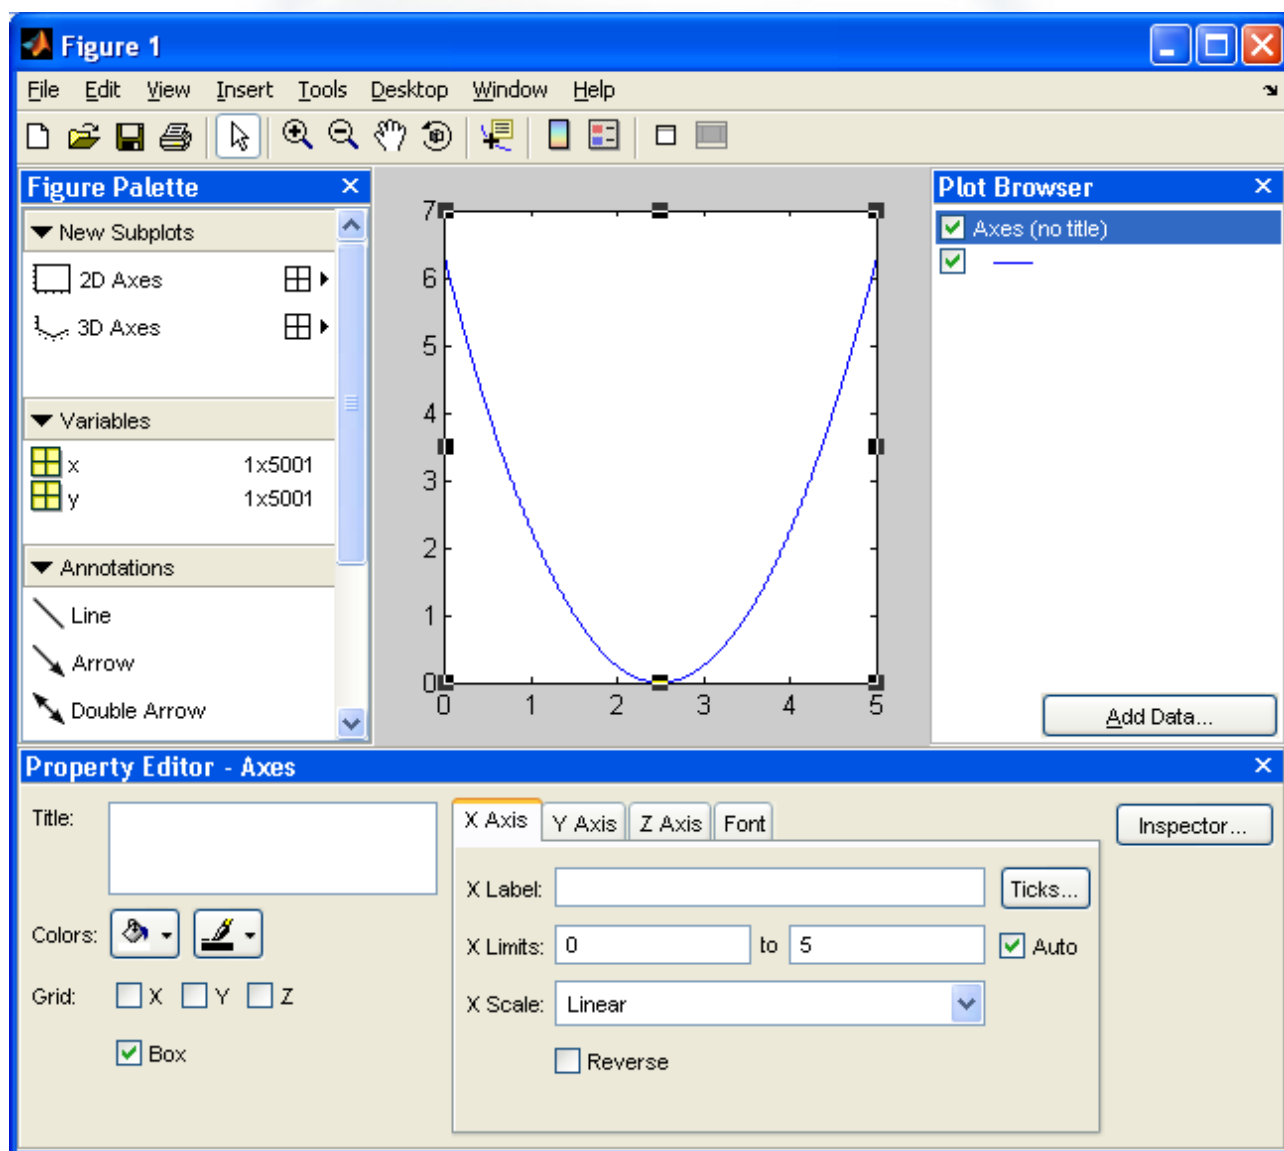 Figure 1
File Edit View Insert Tools Desktop Window Help
Figure Palette
New Subplots
2D Axes
3D Axes
Variables
x 1x5001
y 1x5001
Annotations
Line
Arrow
Double Arrow
7
6
5
4
3
2
1
0
0 1 2 3 4 5
Plot Browser
Axes (no title)
Add Data...
Property Editor - Axes
Title:
Colors:
Grid: X Y Z
Box
X Axis Y Axis Z Axis Font
X Label: Ticks...
X Limits: 0 to 5 Auto
X Scale: Linear
Reverse
Inspector...